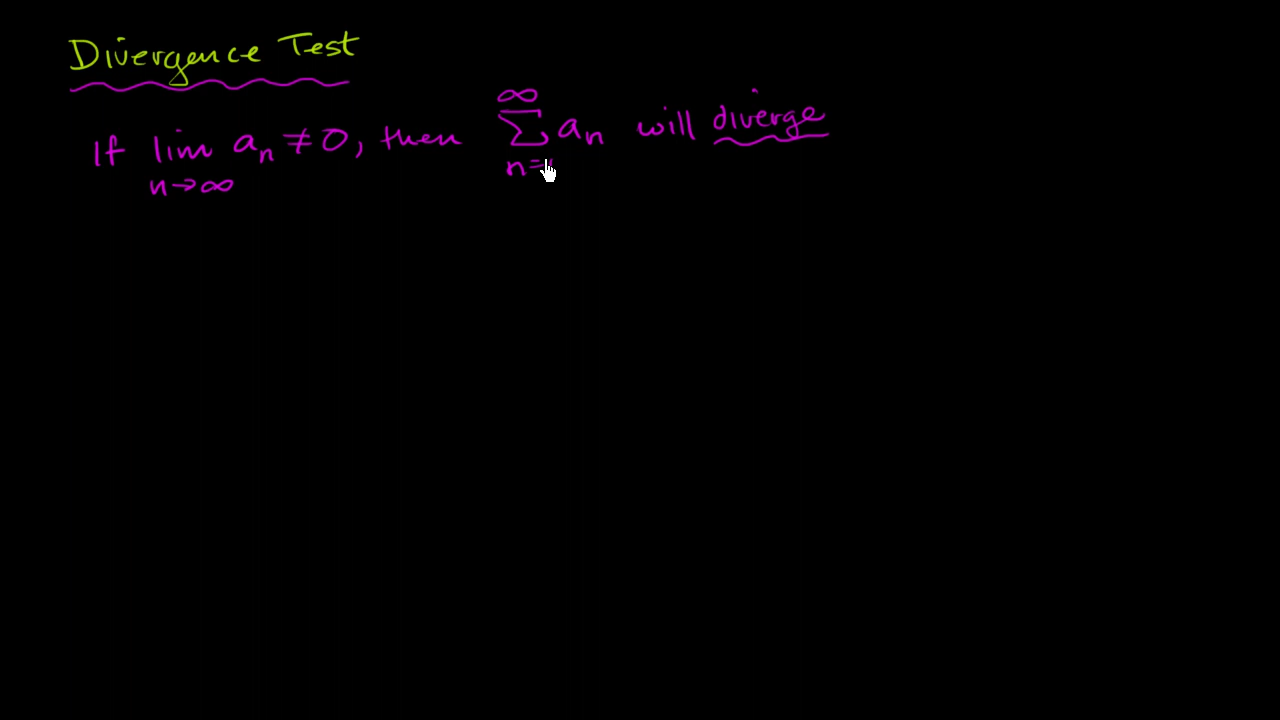 Divergence Test
If lim n→∞ aₙ ≠ 0, then ∑ n= ∞ aₙ will diverge